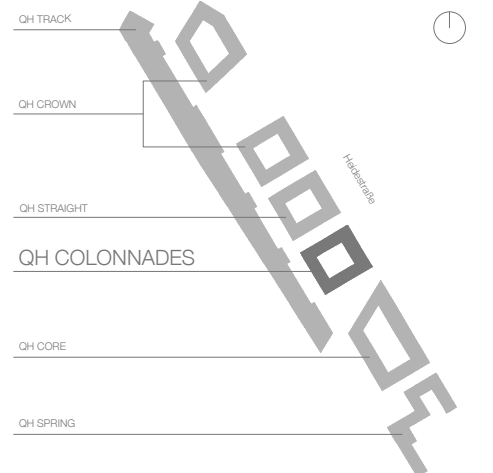 QH TRACK
QH CROWN
Heidestraße
QH STRAIGHT
QH COLONNADES
QH CORE
QH SPRING